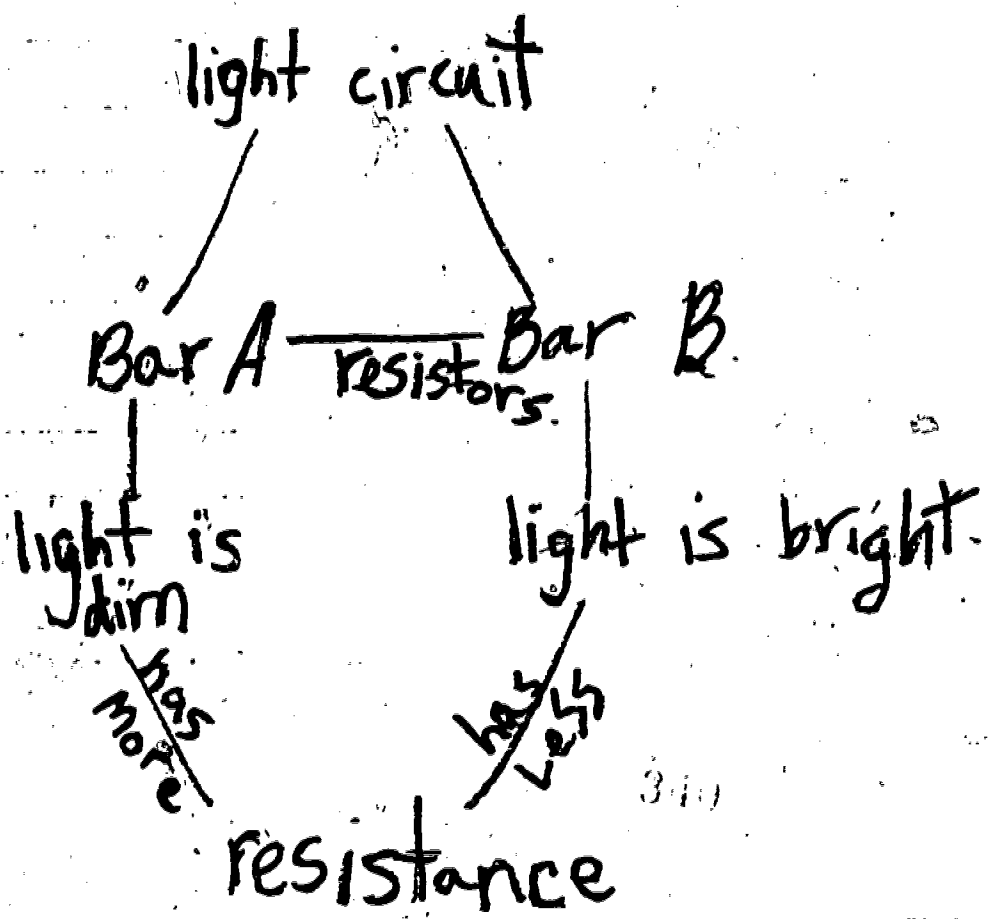 light circuit
Bar A
resistors.
Bar B
light is
dim
light is bright.
has
more
has
Less
resistance